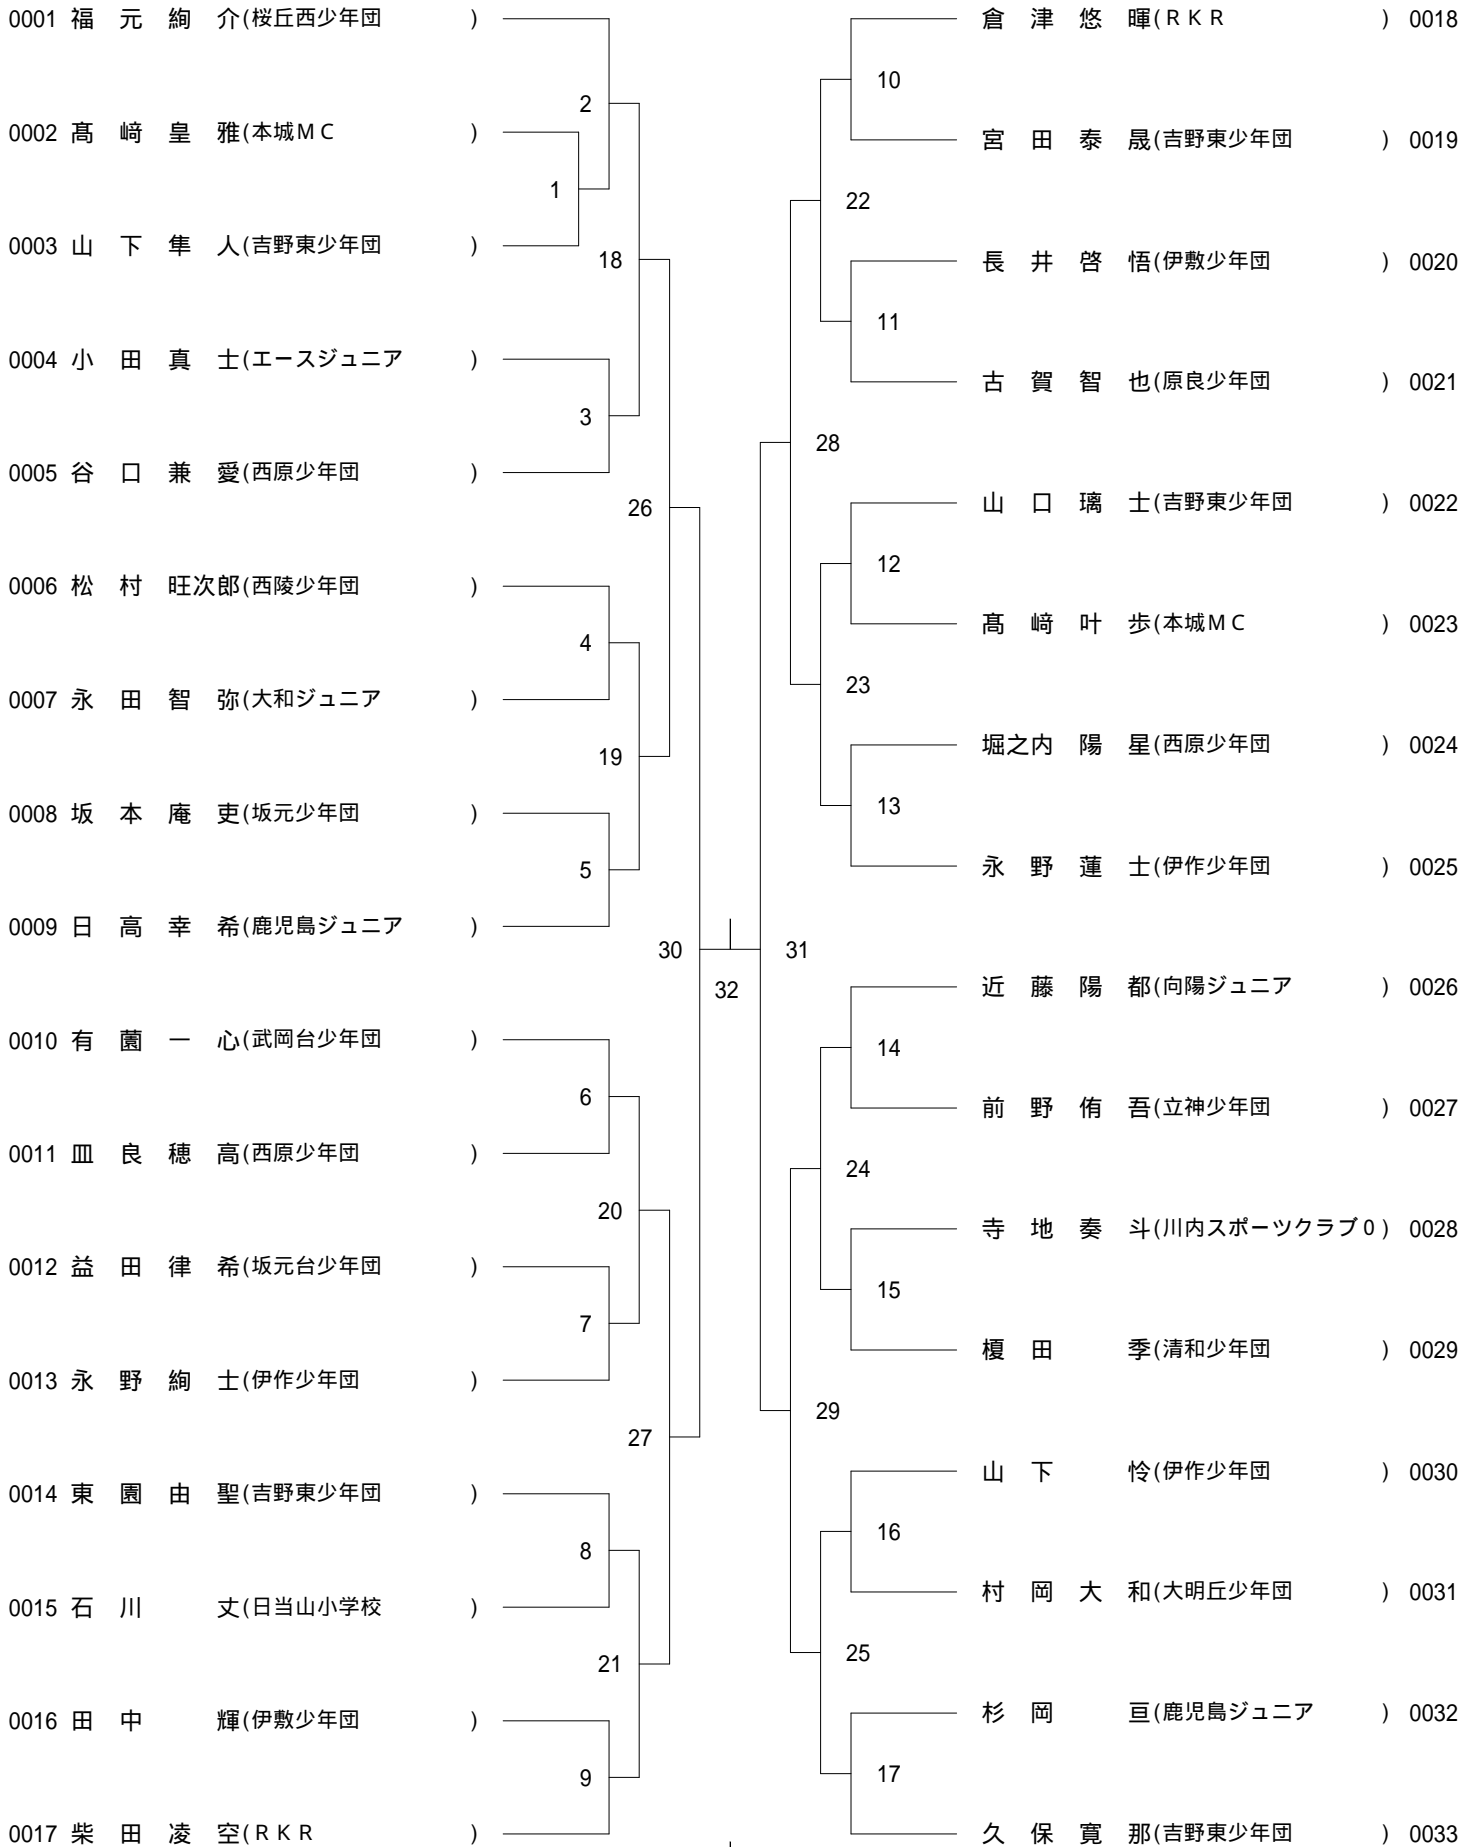 0001 福　元　絢　介(桜丘西少年団 )
2
0002 髙　﨑　皇　雅(本城ＭＣ )
1
0003 山　下　隼　人(吉野東少年団 )
18
0004 小　田　真　士(エースジュニア )
3
0005 谷　口　兼　愛(西原少年団 )
26
0006 松　村　旺次郎(西陵少年団 )
4
0007 永　田　智　弥(大和ジュニア )
19
0008 坂　本　庵　吏(坂元少年団 )
5
0009 日　高　幸　希(鹿児島ジュニア )
30
32
0010 有　薗　一　心(武岡台少年団 )
6
0011 皿　良　穂　高(西原少年団 )
20
0012 益　田　律　希(坂元台少年団 )
7
0013 永　野　絢　士(伊作少年団 )
27
0014 東　園　由　聖(吉野東少年団 )
8
0015 石　川　　　丈(日当山小学校 )
21
0016 田　中　　　輝(伊敷少年団 )
9
0017 柴　田　凌　空(ＲＫＲ )
倉　津　悠　暉(ＲＫＲ ) 0018
10
宮　田　泰　晟(吉野東少年団 ) 0019
22
長　井　啓　悟(伊敷少年団 ) 0020
11
古　賀　智　也(原良少年団 ) 0021
28
山　口　璃　士(吉野東少年団 ) 0022
12
髙　﨑　叶　歩(本城ＭＣ ) 0023
23
堀之内　陽　星(西原少年団 ) 0024
13
永　野　蓮　士(伊作少年団 ) 0025
31
近　藤　陽　都(向陽ジュニア ) 0026
14
前　野　侑　吾(立神少年団 ) 0027
24
寺　地　奏　斗(川内スポーツクラブ０) 0028
15
榎　田　　　季(清和少年団 ) 0029
29
山　下　　　怜(伊作少年団 ) 0030
16
村　岡　大　和(大明丘少年団 ) 0031
25
杉　岡　　　亘(鹿児島ジュニア ) 0032
17
久　保　寛　那(吉野東少年団 ) 0033